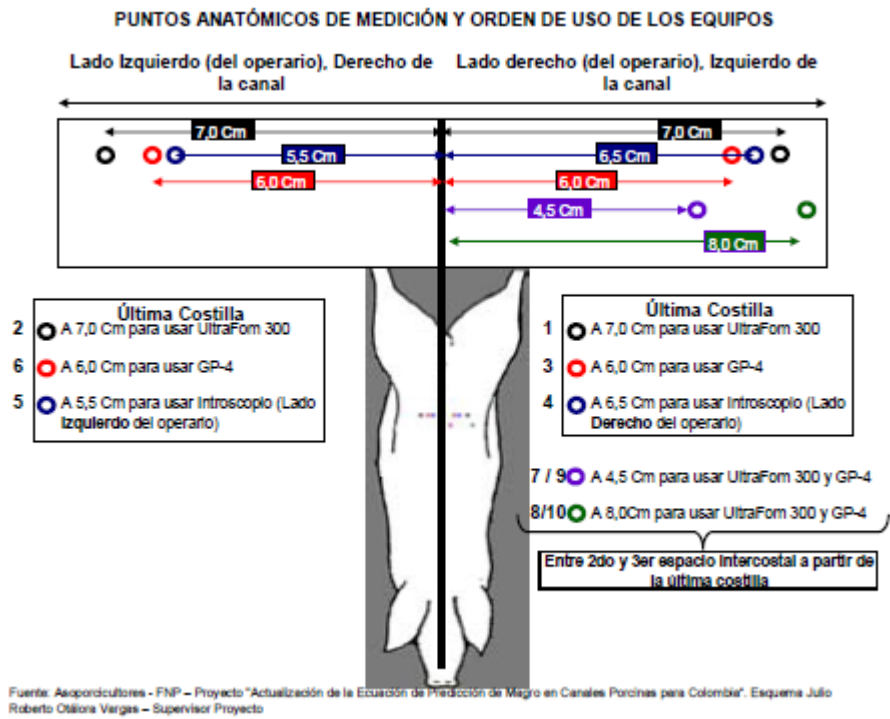 PUNTOS ANATÓMICOS DE MEDICIÓN Y ORDEN DE USO DE LOS EQUIPOS
Lado Izquierdo (del operario), Derecho de
la canal
Lado derecho (del operario), Izquierdo de
la canal
7,0 Cm
7,0 Cm
5,5 Cm
6,5 Cm
6,0 Cm
6,0 Cm
4,5 Cm
8,0 Cm
Última Costilla
2 A 7,0 Cm para usar UltraFom 300
6 A 6,0 Cm para usar GP-4
5 A 5,5 Cm para usar Introscopio (Lado
Izquierdo del operario)
Última Costilla
1 A 7,0 Cm para usar UltraFom 300
3 A 6,0 Cm para usar GP-4
4 A 6,5 Cm para usar Introscopio (Lado
Derecho del operario)
7 / 9 A 4,5 Cm para usar UltraFom 300 y GP-4
8/10 A 8,0Cm para usar UltraFom 300 y GP-4
Entre 2do y 3er espacio intercostal a partir de
la última costilla
Fuente: Asoporcicultores - FNP – Proyecto "Actualización de la Ecuación de Predicción de Magro en Canales Porcinas para Colombia". Esquema Julio
Roberto Otálora Vargas – Supervisor Proyecto